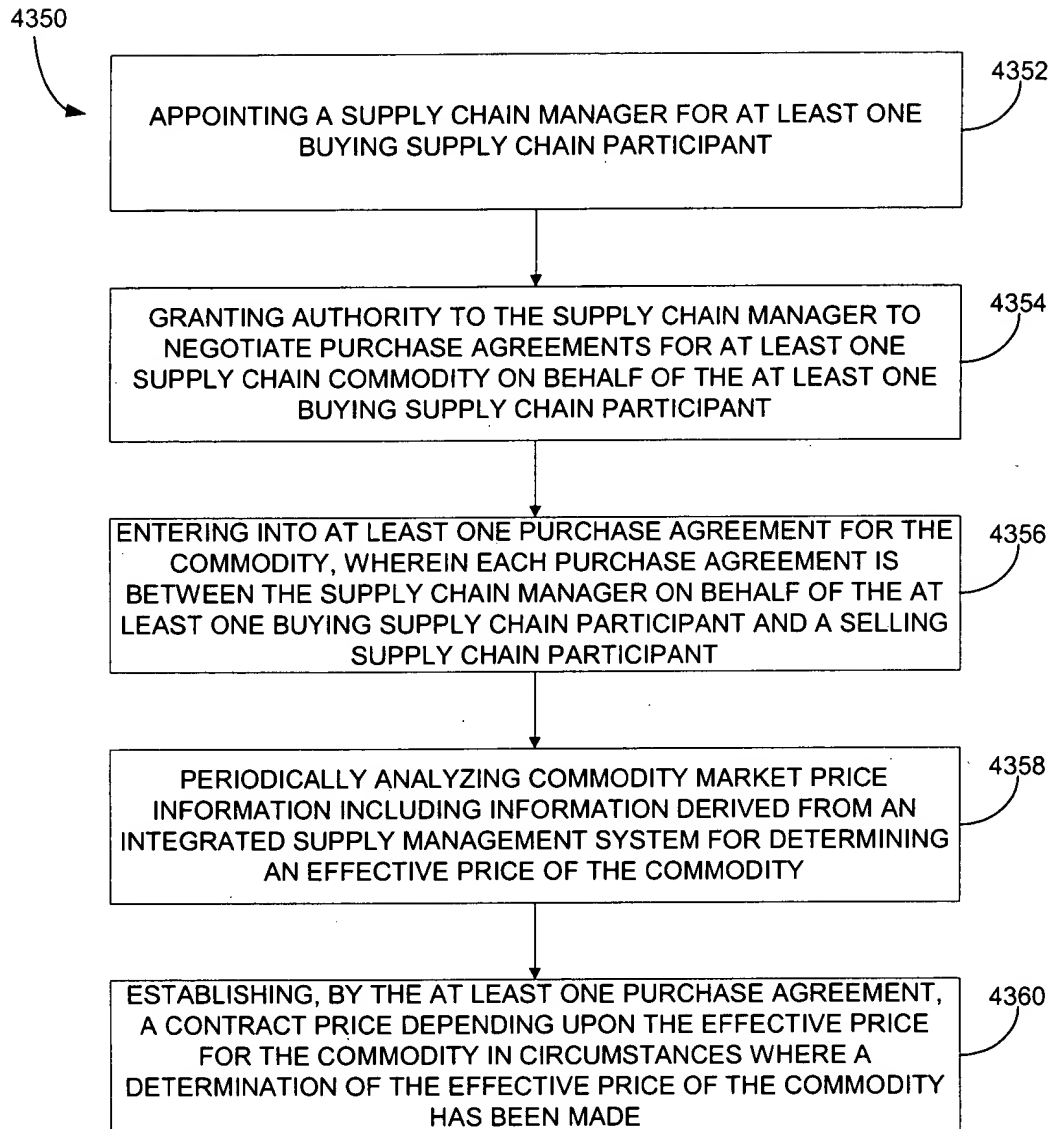 4350
4352
APPOINTING A SUPPLY CHAIN MANAGER FOR AT LEAST ONE
BUYING SUPPLY CHAIN PARTICIPANT
4354
GRANTING AUTHORITY TO THE SUPPLY CHAIN MANAGER TO
NEGOTIATE PURCHASE AGREEMENTS FOR AT LEAST ONE
SUPPLY CHAIN COMMODITY ON BEHALF OF THE AT LEAST ONE
BUYING SUPPLY CHAIN PARTICIPANT
4356
ENTERING INTO AT LEAST ONE PURCHASE AGREEMENT FOR THE
COMMODITY, WHEREIN EACH PURCHASE AGREEMENT IS
BETWEEN THE SUPPLY CHAIN MANAGER ON BEHALF OF THE AT
LEAST ONE BUYING SUPPLY CHAIN PARTICIPANT AND A SELLING
SUPPLY CHAIN PARTICIPANT
4358
PERIODICALLY ANALYZING COMMODITY MARKET PRICE
INFORMATION INCLUDING INFORMATION DERIVED FROM AN
INTEGRATED SUPPLY MANAGEMENT SYSTEM FOR DETERMINING
AN EFFECTIVE PRICE OF THE COMMODITY
4360
ESTABLISHING, BY THE AT LEAST ONE PURCHASE AGREEMENT,
A CONTRACT PRICE DEPENDING UPON THE EFFECTIVE PRICE
FOR THE COMMODITY IN CIRCUMSTANCES WHERE A
DETERMINATION OF THE EFFECTIVE PRICE OF THE COMMODITY
HAS BEEN MADE